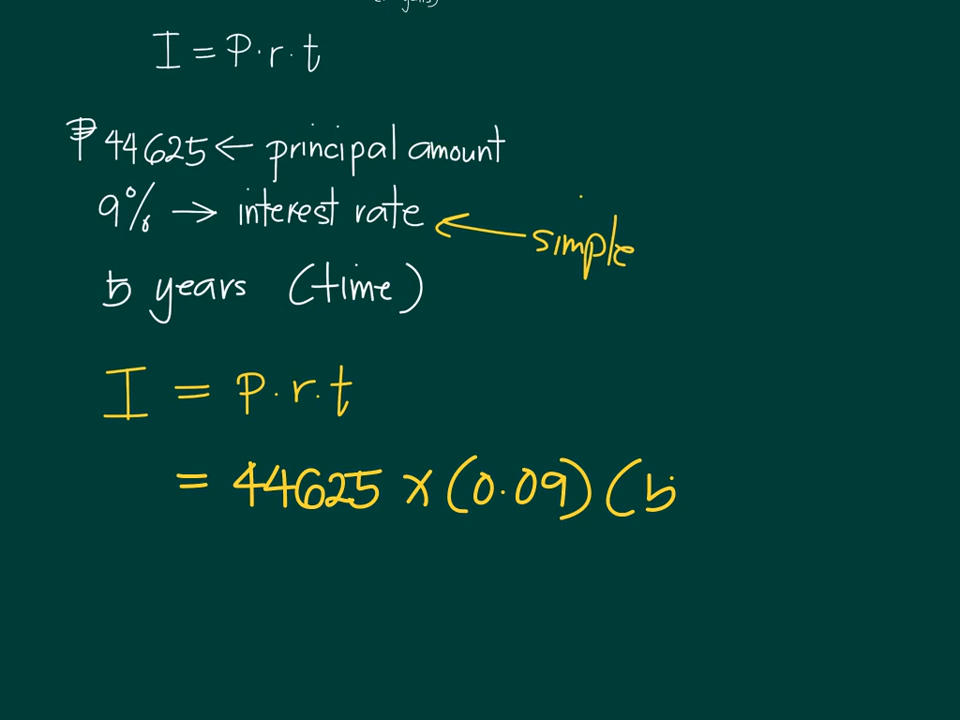 I = P·r·t
₱44625 ← principal amount
9% → interest rate ← simple
5 years (time)
I = P·r·t
= 44625 × (0.09) (5